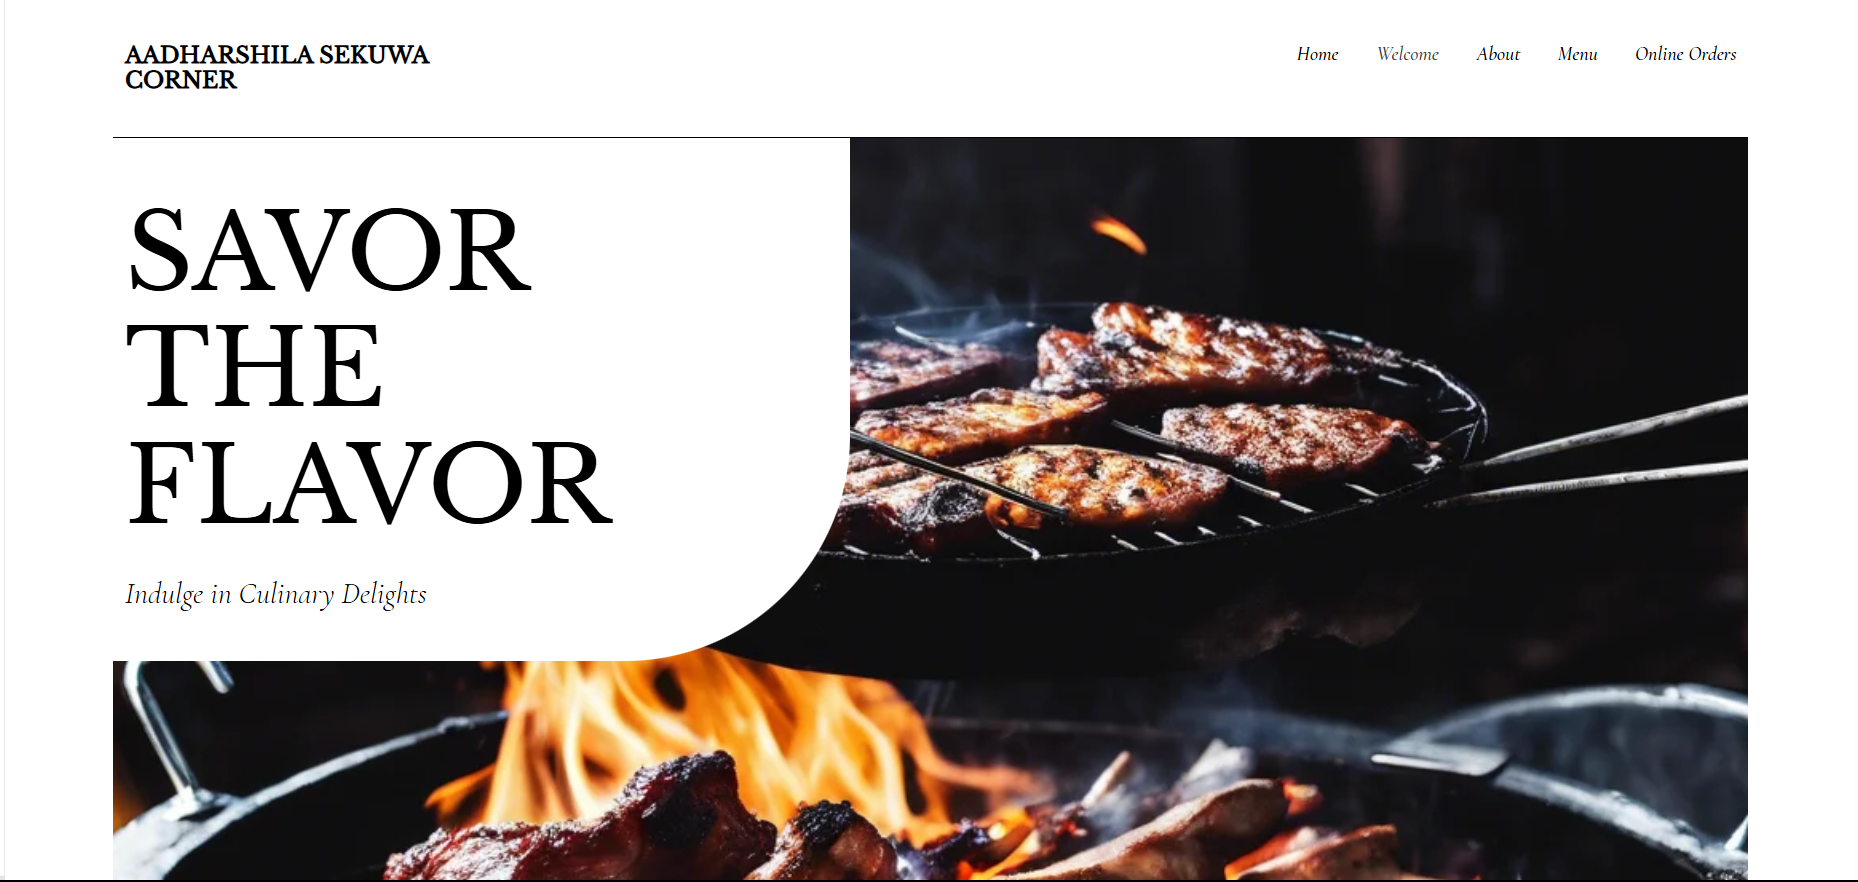 AADHARSHILA SEKUWA
CORNER
Home Welcome About Menu Online Orders
SAVOR
THE
FLAVOR
Indulge in Culinary Delights